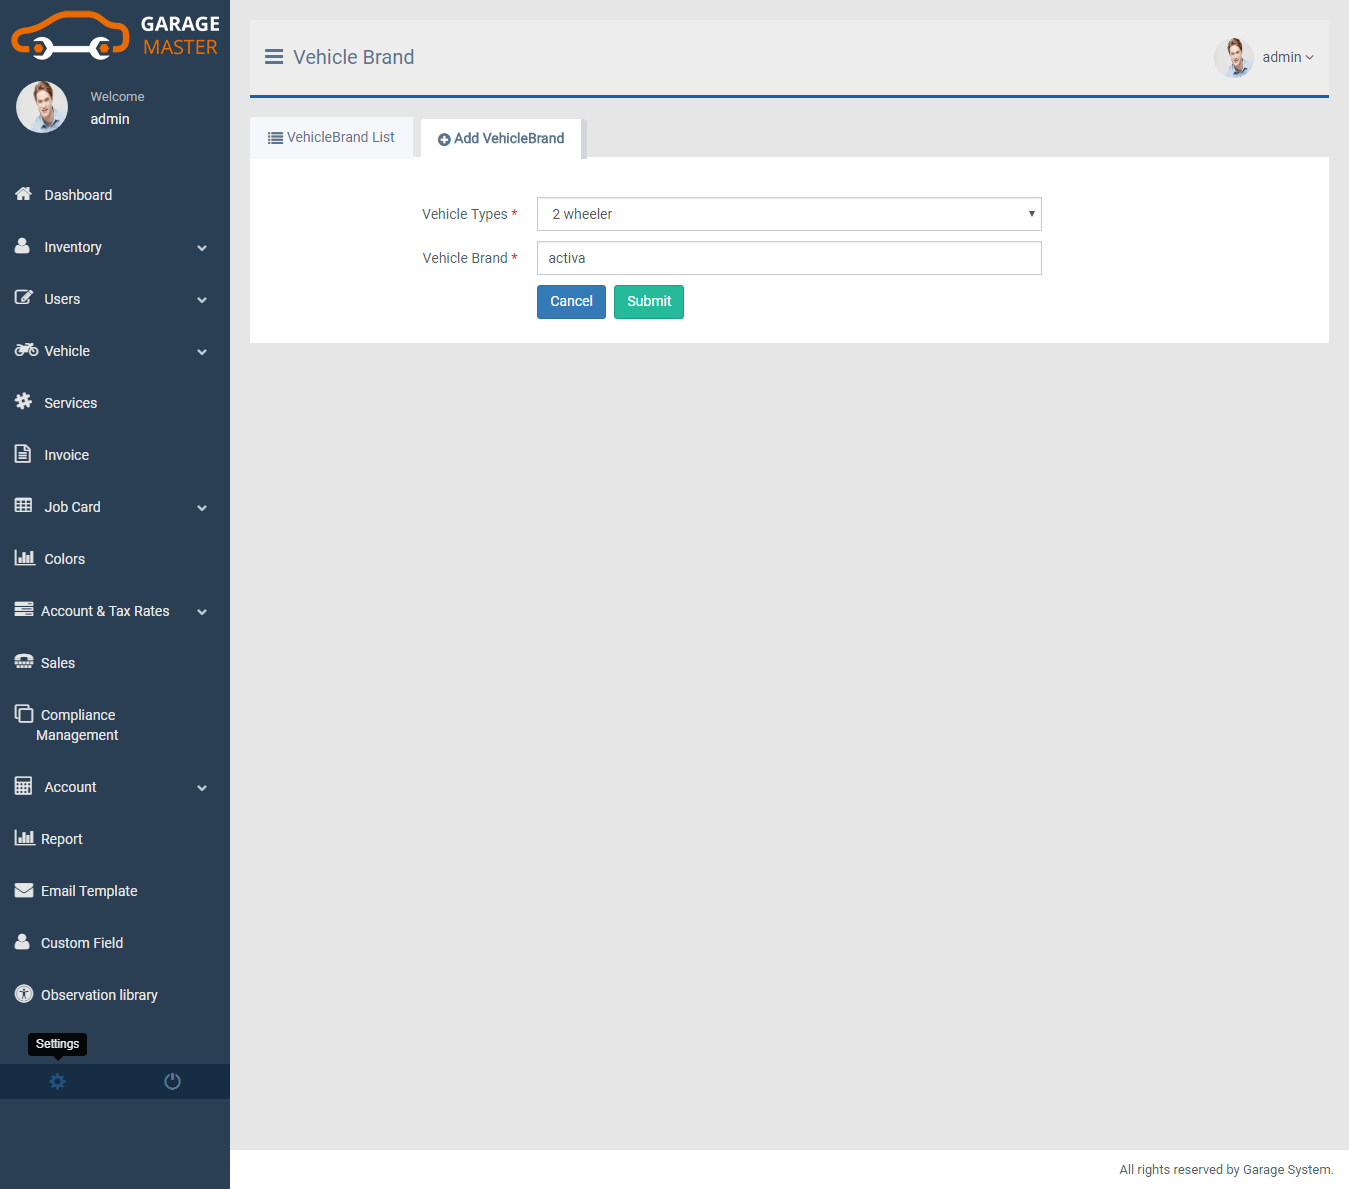 GARAGE
MASTER
Welcome
admin
Dashboard
Inventory
Users
Vehicle
Services
Invoice
Job Card
Colors
Account & Tax Rates
Sales
Compliance
Management
Account
Report
Email Template
Custom Field
Observation library
Settings
Vehicle Brand
admin
VehicleBrand List
Add VehicleBrand
Vehicle Types *
2 wheeler
Vehicle Brand *
activa
Cancel
Submit
All rights reserved by Garage System.